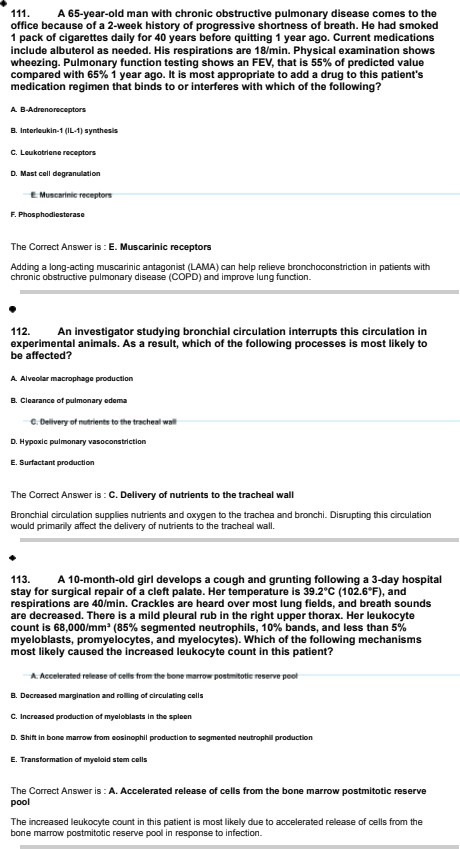 111. A 65-year-old man with chronic obstructive pulmonary disease comes to the
office because of a 2-week history of progressive shortness of breath. He had smoked
1 pack of cigarettes daily for 40 years before quitting 1 year ago. Current medications
include albuterol as needed. His respirations are 18/min. Physical examination shows
wheezing. Pulmonary function testing shows an FEV, that is 55% of predicted value
compared with 65% 1 year ago. It is most appropriate to add a drug to this patient's
medication regimen that binds to or interferes with which of the following?
A. B-Adrenoreceptors
B. Interleukin-1 (IL-1) synthesis
C. Leukotriene receptors
D. Mast cell degranulation
E. Muscarinic receptors
F. Phosphodiesterase
The Correct Answer is : E. Muscarinic receptors
Adding a long-acting muscarinic antagonist (LAMA) can help relieve bronchoconstriction in patients with
chronic obstructive pulmonary disease (COPD) and improve lung function.
112. An investigator studying bronchial circulation interrupts this circulation in
experimental animals. As a result, which of the following processes is most likely to
be affected?
A. Alveolar macrophage production
B. Clearance of pulmonary edema
C. Delivery of nutrients to the tracheal wall
D. Hypoxic pulmonary vasoconstriction
E. Surfactant production
The Correct Answer is : C. Delivery of nutrients to the tracheal wall
Bronchial circulation supplies nutrients and oxygen to the trachea and bronchi. Disrupting this circulation
would primarily affect the delivery of nutrients to the tracheal wall.
113. A 10-month-old girl develops a cough and grunting following a 3-day hospital
stay for surgical repair of a cleft palate. Her temperature is 39.2°C (102.6°F), and
respirations are 40/min. Crackles are heard over most lung fields, and breath sounds
are decreased. There is a mild pleural rub in the right upper thorax. Her leukocyte
count is 68,000/mm³ (85% segmented neutrophils, 10% bands, and less than 5%
myeloblasts, promyelocytes, and myelocytes). Which of the following mechanisms
most likely caused the increased leukocyte count in this patient?
A. Accelerated release of cells from the bone marrow postmitotic reserve pool
B. Decreased margination and rolling of circulating cells
C. Increased production of myeloblasts in the spleen
D. Shift in bone marrow from eosinophil production to segmented neutrophil production
E. Transformation of myeloid stem cells
The Correct Answer is : A. Accelerated release of cells from the bone marrow postmitotic reserve
pool
The increased leukocyte count in this patient is most likely due to accelerated release of cells from the
bone marrow postmitotic reserve pool in response to infection.